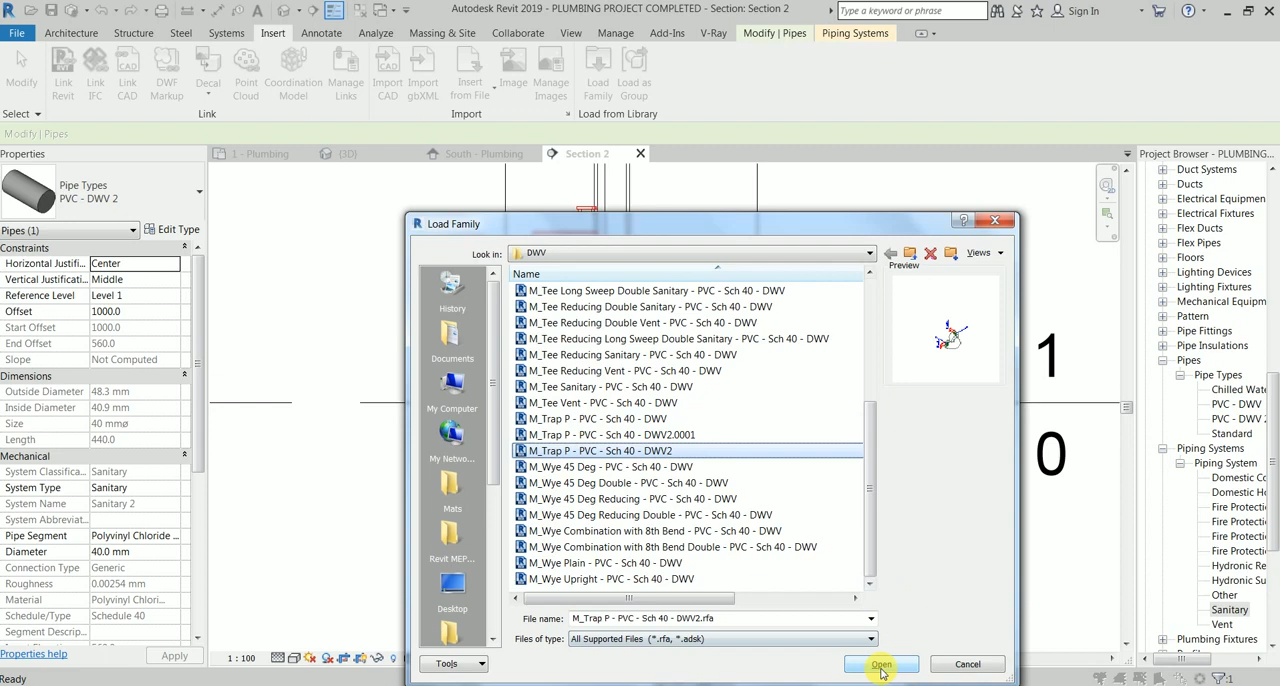 Autodesk Revit 2019 - PLUMBING PROJECT COMPLETED - Section: Section 2
Type a keyword or phrase
Sign In
File Architecture Structure Steel Systems Insert Annotate Analyze Massing & Site Collaborate View Manage Add-Ins V-Ray Modify | Pipes Piping Systems
Modify
Link Revit
Link IFC
Link CAD
DWF Markup
Decal
Point Cloud
Coordination Model
Manage Links
Import CAD
Import gbXML
Insert from File
Image
Manage Images
Load Family
Load as Group
Select
Link
Import
Load from Library
Modify | Pipes
Properties
1 - Plumbing
{3D}
South - Plumbing
Section 2
Project Browser - PLUMBING...
Pipe Types
PVC - DWV 2
Pipes (1)
Edit Type
Constraints
Horizontal Justifi... Center
Vertical Justificati... Middle
Reference Level Level 1
Offset 1000.0
Start Offset 1000.0
End Offset 560.0
Slope Not Computed
Dimensions
Outside Diameter 48.3 mm
Inside Diameter 40.9 mm
Size 40 mmø
Length 440.0
Mechanical
System Classifica... Sanitary
System Type Sanitary
System Name Sanitary 2
System Abbreviat...
Pipe Segment Polyvinyl Chloride ...
Diameter 40.0 mm
Connection Type Generic
Roughness 0.00254 mm
Material Polyvinyl Chlori...
Schedule/Type Schedule 40
Segment Descrip...
Properties help
Apply
Ready
1 : 100
Load Family
Look in: DWV
Views
Name
Preview
History
Documents
My Computer
My Netwo...
Mats
Revit MEP...
Desktop
M_Tee Long Sweep Double Sanitary - PVC - Sch 40 - DWV
M_Tee Reducing Double Sanitary - PVC - Sch 40 - DWV
M_Tee Reducing Double Vent - PVC - Sch 40 - DWV
M_Tee Reducing Long Sweep Double Sanitary - PVC - Sch 40 - DWV
M_Tee Reducing Sanitary - PVC - Sch 40 - DWV
M_Tee Reducing Vent - PVC - Sch 40 - DWV
M_Tee Sanitary - PVC - Sch 40 - DWV
M_Tee Vent - PVC - Sch 40 - DWV
M_Trap P - PVC - Sch 40 - DWV
M_Trap P - PVC - Sch 40 - DWV2.0001
M_Trap P - PVC - Sch 40 - DWV2
M_Wye 45 Deg - PVC - Sch 40 - DWV
M_Wye 45 Deg Double - PVC - Sch 40 - DWV
M_Wye 45 Deg Reducing - PVC - Sch 40 - DWV
M_Wye 45 Deg Reducing Double - PVC - Sch 40 - DWV
M_Wye Combination with 8th Bend - PVC - Sch 40 - DWV
M_Wye Combination with 8th Bend Double - PVC - Sch 40 - DWV
M_Wye Plain - PVC - Sch 40 - DWV
M_Wye Upright - PVC - Sch 40 - DWV
File name: M_Trap P - PVC - Sch 40 - DWV2.rfa
Files of type: All Supported Files (*.rfa, *.adsk)
Tools
Open
Cancel
1
0
Duct Systems
Ducts
Electrical Equipment
Electrical Fixtures
Flex Ducts
Flex Pipes
Floors
Lighting Devices
Lighting Fixtures
Mechanical Equipm
Pattern
Pipe Fittings
Pipe Insulations
Pipes
Pipe Types
Chilled Wate
PVC - DWV
PVC - DWV 2
Standard
Piping Systems
Piping System
Domestic Co
Domestic Ho
Fire Protecti
Fire Protecti
Fire Protecti
Fire Protecti
Hydronic Re
Hydronic Su
Other
Sanitary
Vent
Plumbing Fixtures
:1